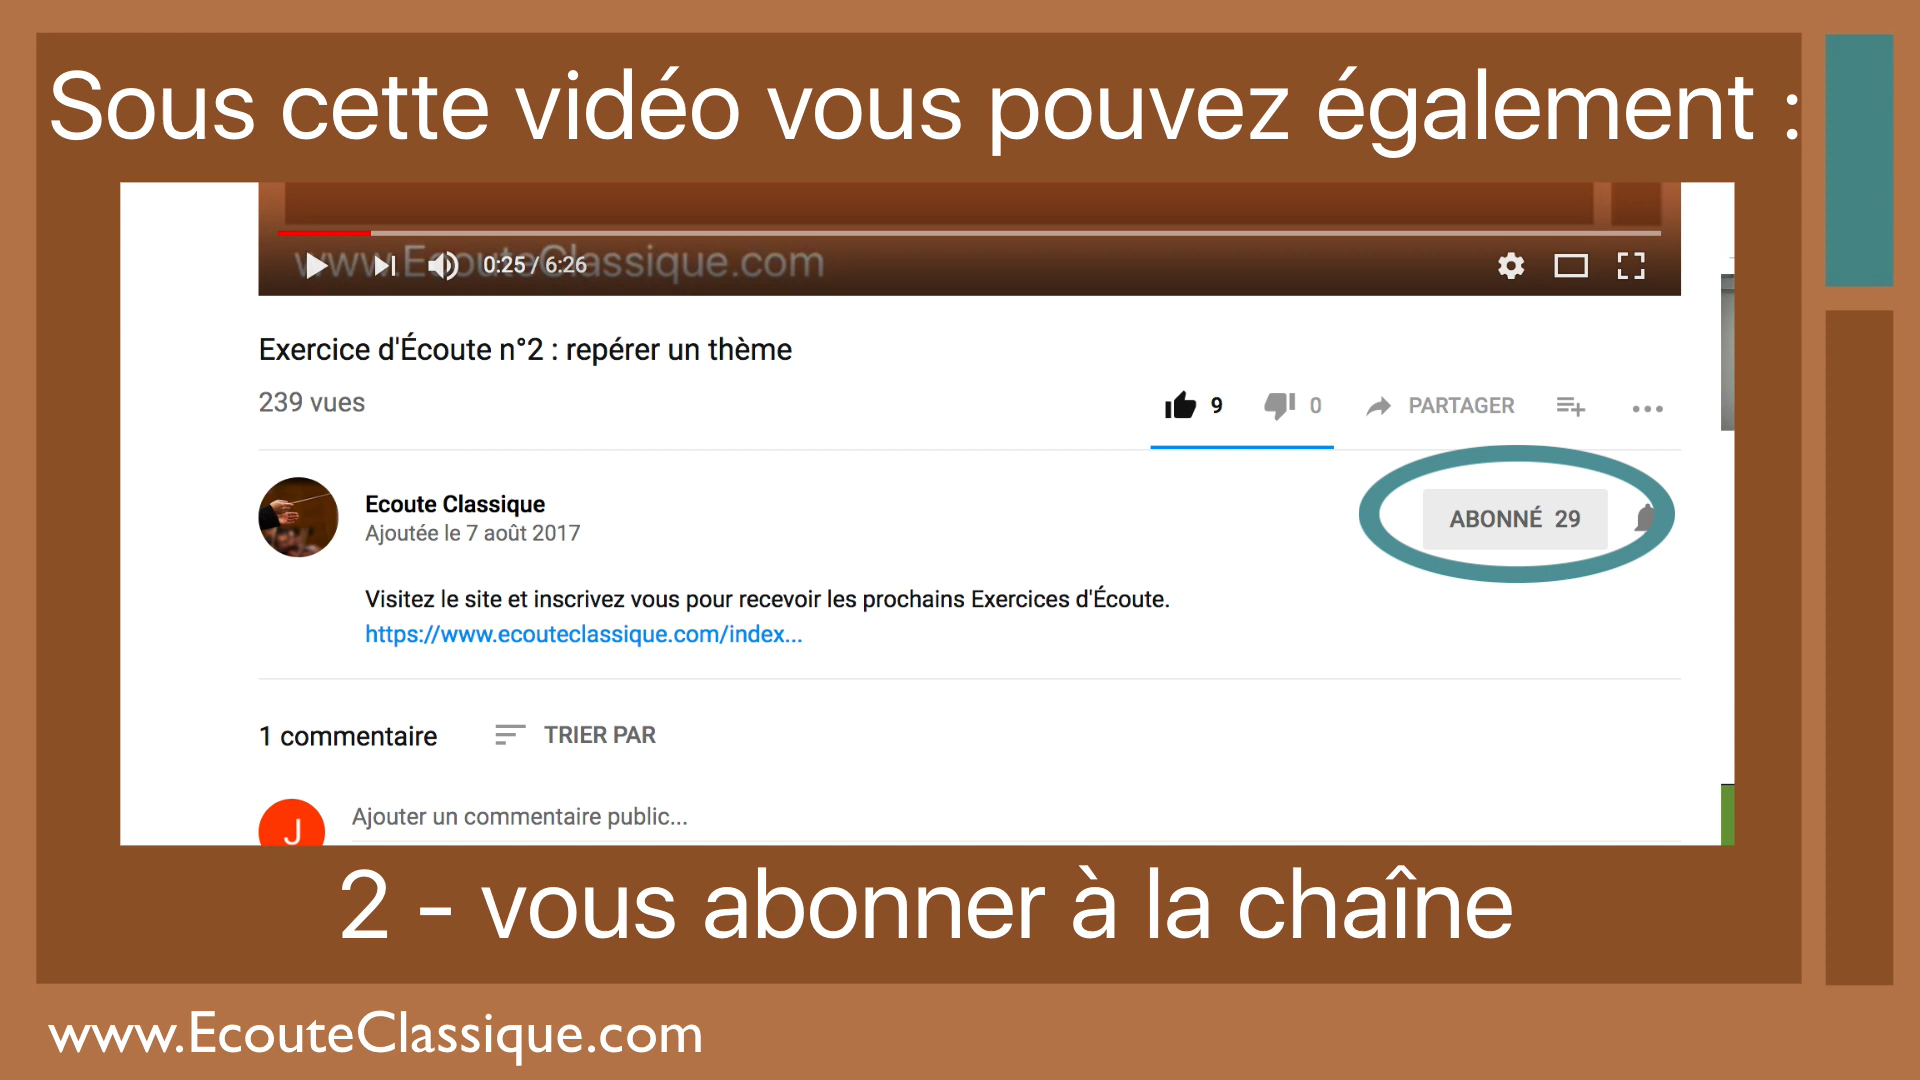 Sous cette vidéo vous pouvez également :
www.EcouteClassique.com
0:25 / 6:26
Exercice d'Écoute n°2 : repérer un thème
239 vues
9 0 PARTAGER
Ecoute Classique
Ajoutée le 7 août 2017
ABONNÉ 29
Visitez le site et inscrivez vous pour recevoir les prochains Exercices d'Écoute.
https://www.ecouteclassique.com/index...
1 commentaire TRIER PAR
J Ajouter un commentaire public...
2 - vous abonner à la chaîne
www.EcouteClassique.com